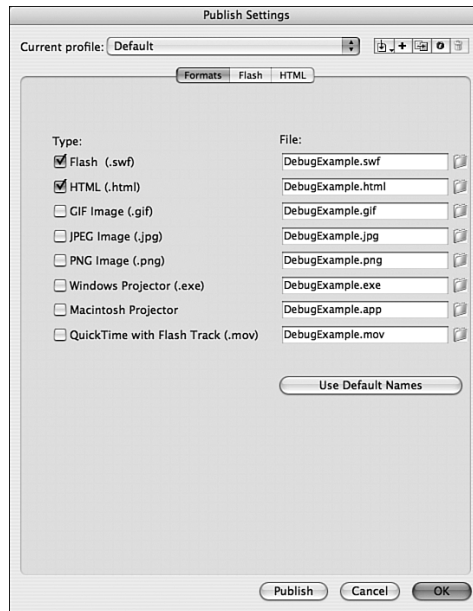 Publish Settings
Current profile: Default
Formats Flash HTML
Type: File:
Flash (.swf) DebugExample.swf
HTML (.html) DebugExample.html
GIF Image (.gif) DebugExample.gif
JPEG Image (.jpg) DebugExample.jpg
PNG Image (.png) DebugExample.png
Windows Projector (.exe) DebugExample.exe
Macintosh Projector DebugExample.app
QuickTime with Flash Track (.mov) DebugExample.mov
Use Default Names
Publish Cancel OK